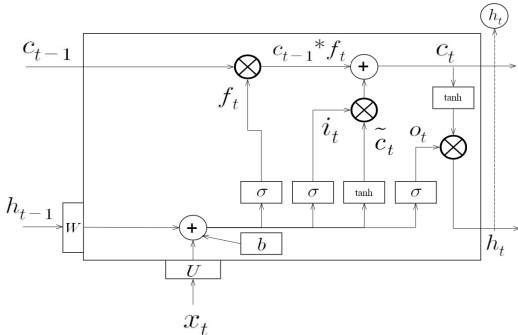 h_t
c_{t-1}
c_{t-1}*f_t
c_t
+
tanh
f_t
i_t
c̃_t
o_t
σ
σ
tanh
σ
h_{t-1}
W
+
b
h_t
U
x_t